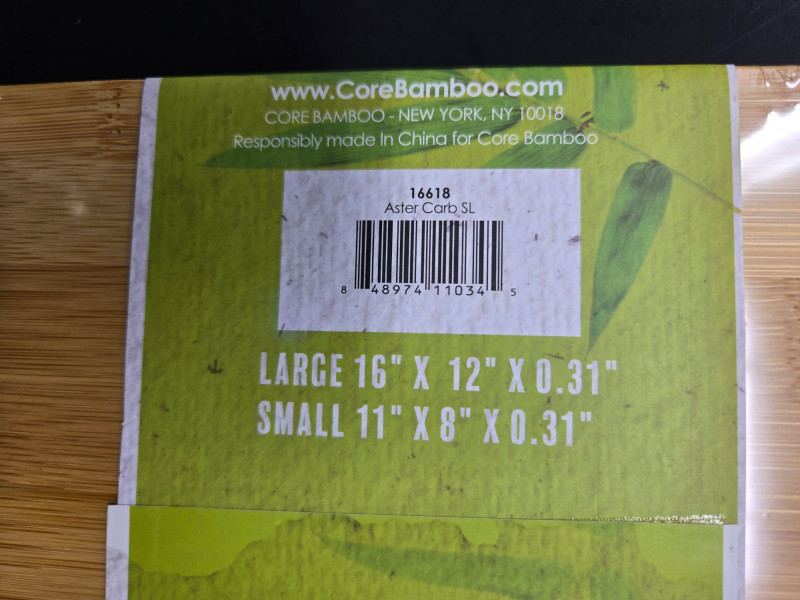 www.CoreBamboo.com
CORE BAMBOO - NEW YORK, NY 10018
Responsibly made In China for Core Bamboo
16618
Aster Carb SL
8 48974 11034 5
LARGE 16" X 12" X 0.31"
SMALL 11" X 8" X 0.31"